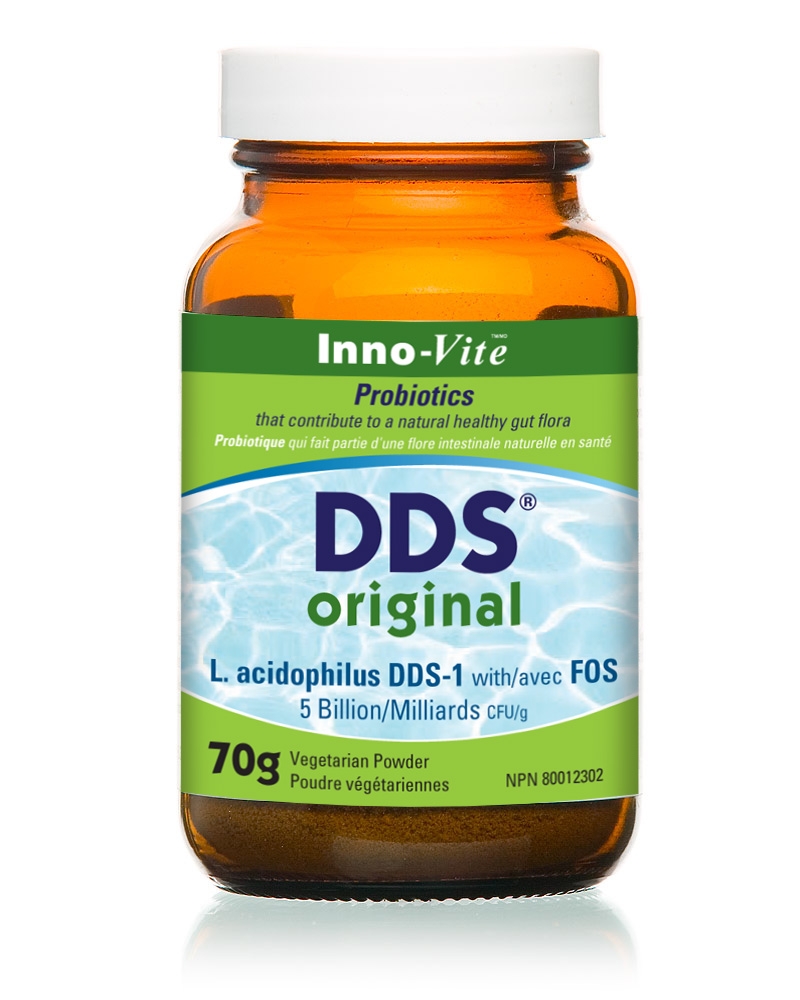 Inno-Vite™/MD
Probiotics
that contribute to a natural healthy gut flora
Probiotique qui fait partie d'une flore intestinale naturelle en santé
DDS®
original
L. acidophilus DDS-1 with/avec FOS
5 Billion/Milliards CFU/g
70g Vegetarian Powder
Poudre végétariennes
NPN 80012302